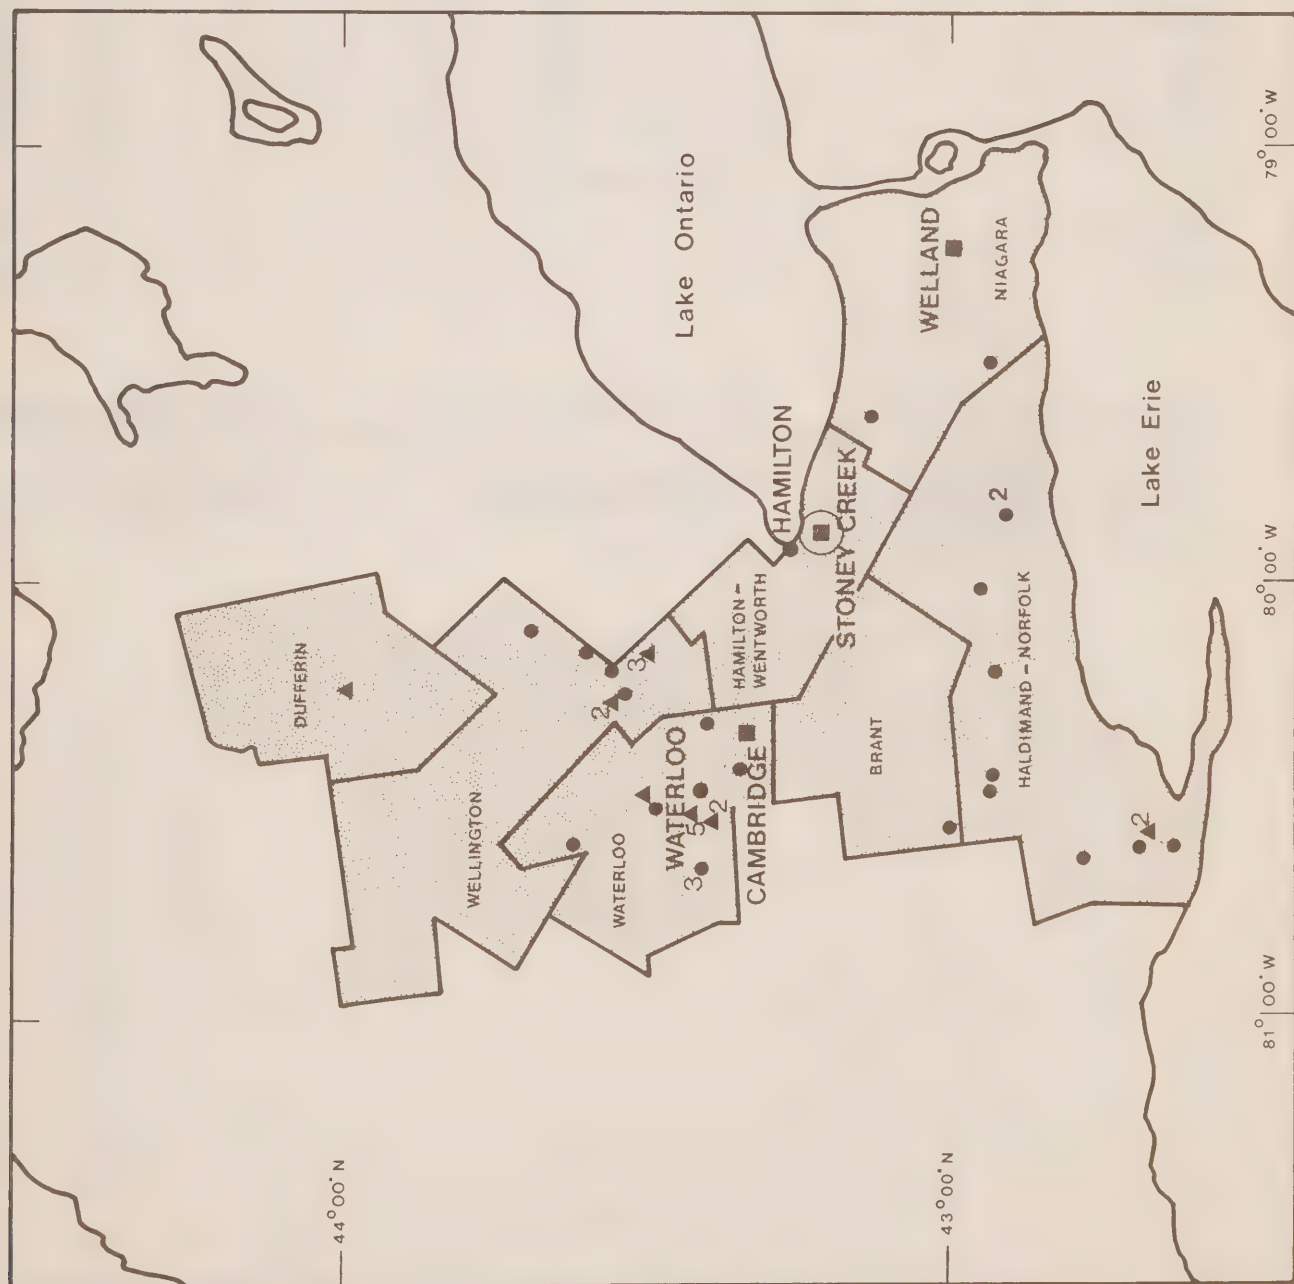 DUFFERIN
WELLINGTON
WATERLOO
WATERLOO
CAMBRIDGE
HAMILTON –
WENTWORTH
HAMILTON
STONEY CREEK
BRANT
HALDIMAND – NORFOLK
WELLAND
NIAGARA
Lake Ontario
Lake Erie
2
3
5
2
3
2
2
44°00'N
43°00'N
81°00'W
80°00'W
79°00'W